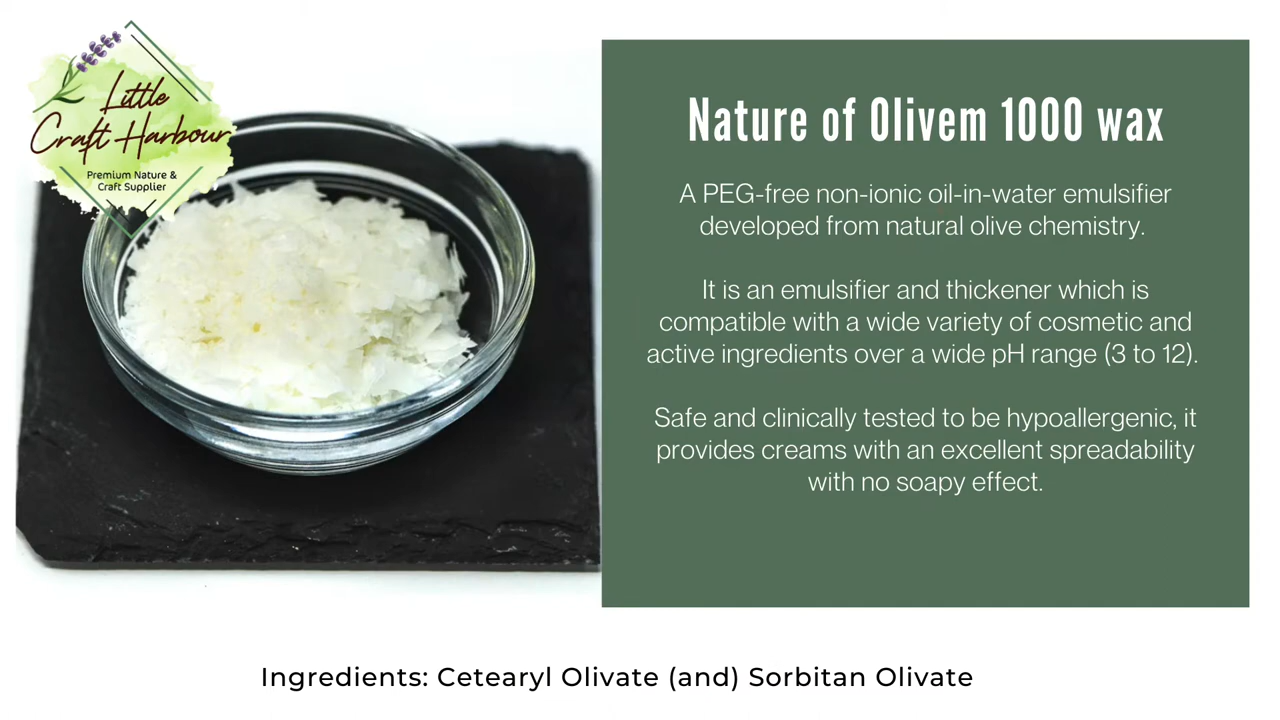 Little
Craft Harbour
Premium Nature &
Craft Supplier
Nature of Olivem 1000 wax
A PEG-free non-ionic oil-in-water emulsifier
developed from natural olive chemistry.
It is an emulsifier and thickener which is
compatible with a wide variety of cosmetic and
active ingredients over a wide pH range (3 to 12).
Safe and clinically tested to be hypoallergenic, it
provides creams with an excellent spreadability
with no soapy effect.
Ingredients: Cetearyl Olivate (and) Sorbitan Olivate